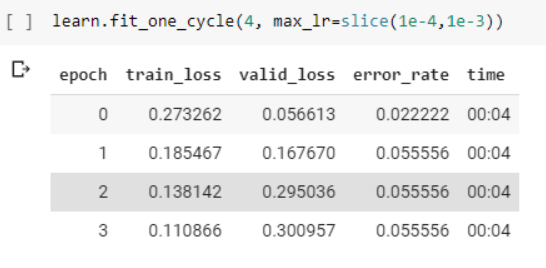 [ ] learn.fit_one_cycle(4, max_lr=slice(1e-4,1e-3))
epoch train_loss valid_loss error_rate time
0 0.273262 0.056613 0.022222 00:04
1 0.185467 0.167670 0.055556 00:04
2 0.138142 0.295036 0.055556 00:04
3 0.110866 0.300957 0.055556 00:04